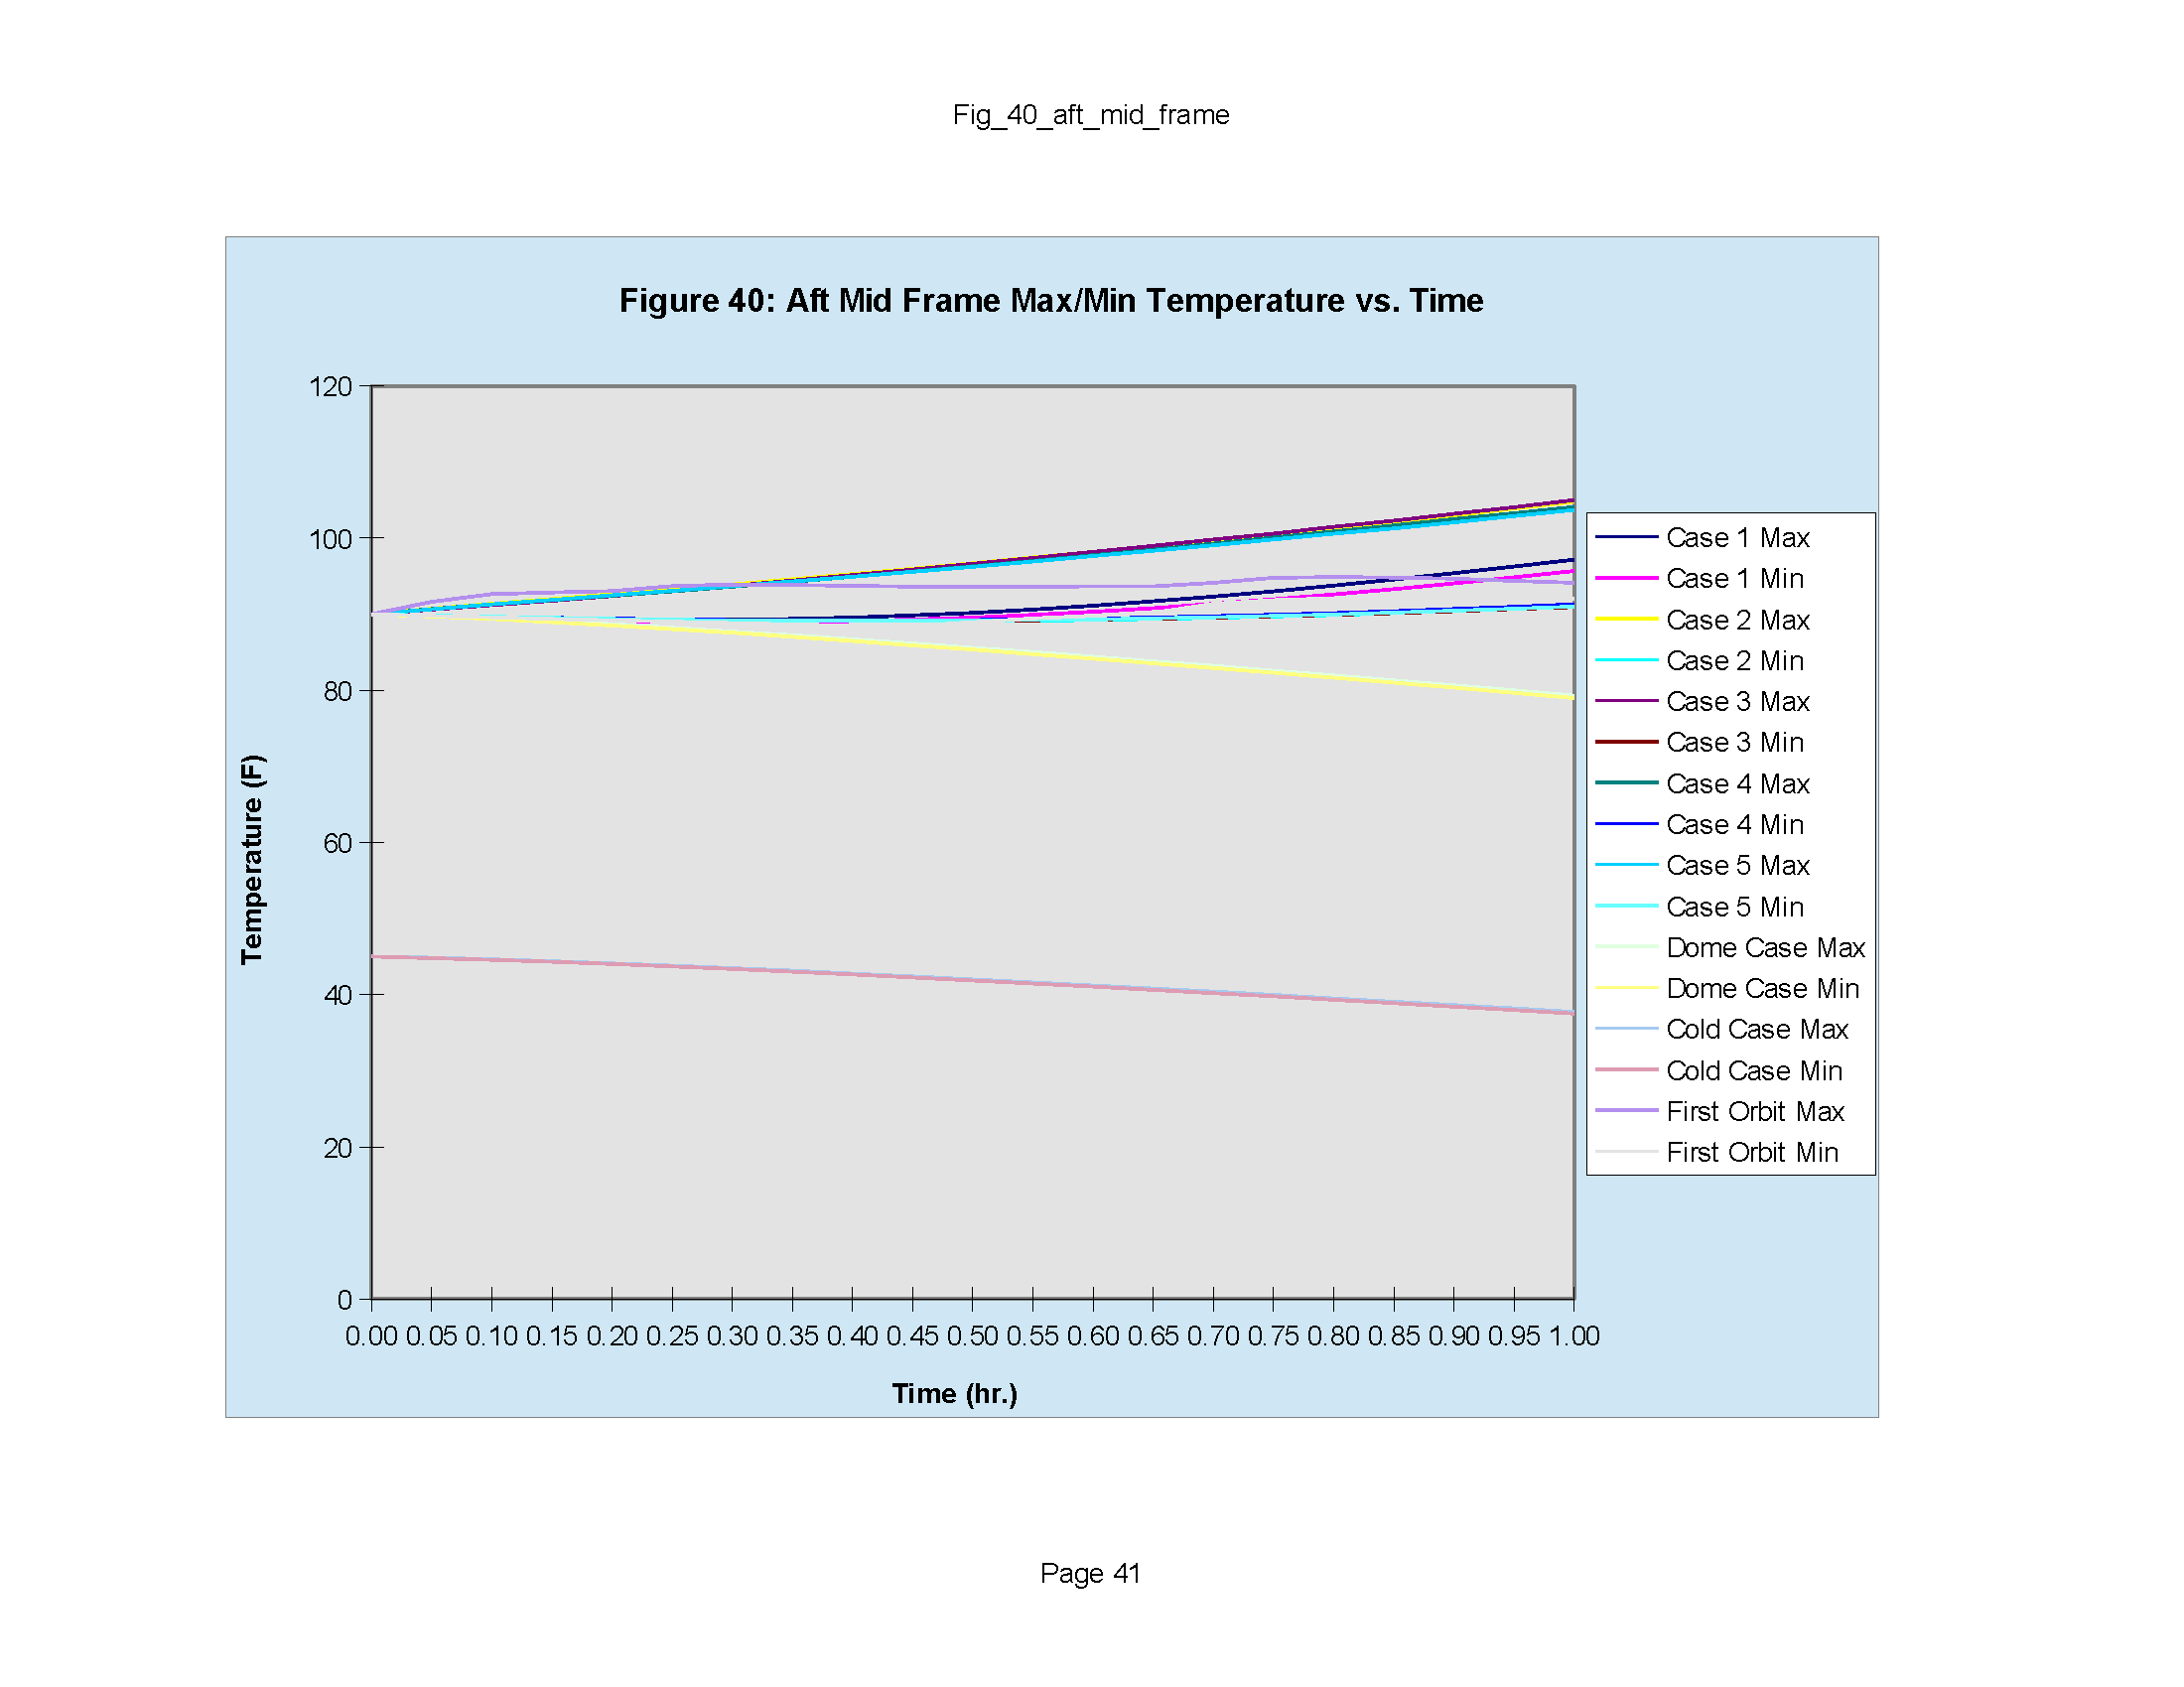 Fig_40_aft_mid_frame
Figure 40: Aft Mid Frame Max/Min Temperature vs. Time
Temperature (F)
120
100
80
60
40
20
0
0.00 0.05 0.10 0.15 0.20 0.25 0.30 0.35 0.40 0.45 0.50 0.55 0.60 0.65 0.70 0.75 0.80 0.85 0.90 0.95 1.00
Time (hr.)
Case 1 Max
Case 1 Min
Case 2 Max
Case 2 Min
Case 3 Max
Case 3 Min
Case 4 Max
Case 4 Min
Case 5 Max
Case 5 Min
Dome Case Max
Dome Case Min
Cold Case Max
Cold Case Min
First Orbit Max
First Orbit Min
Page 41